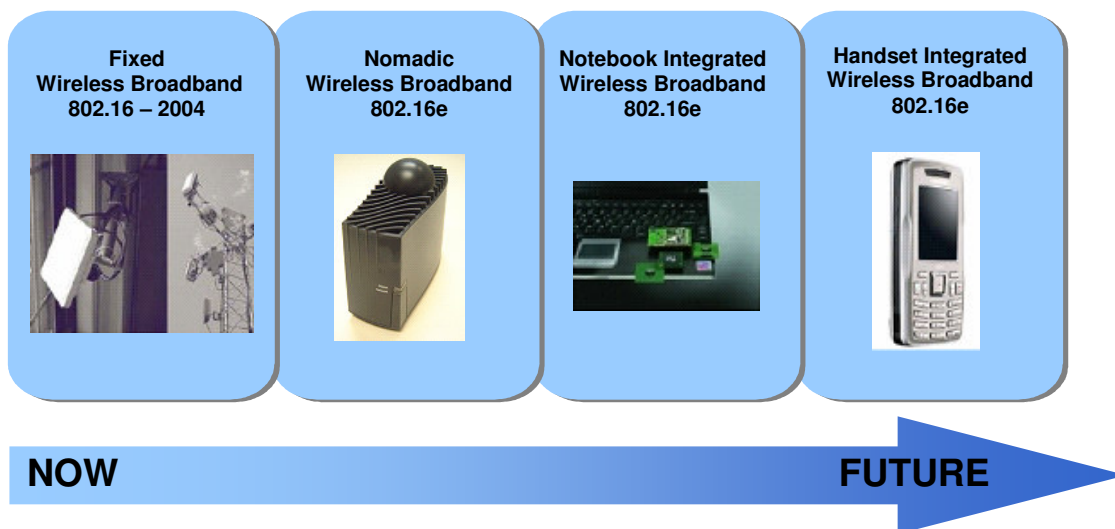 Fixed
Wireless Broadband
802.16 – 2004
Nomadic
Wireless Broadband
802.16e
Notebook Integrated
Wireless Broadband
802.16e
Handset Integrated
Wireless Broadband
802.16e
NOW
FUTURE